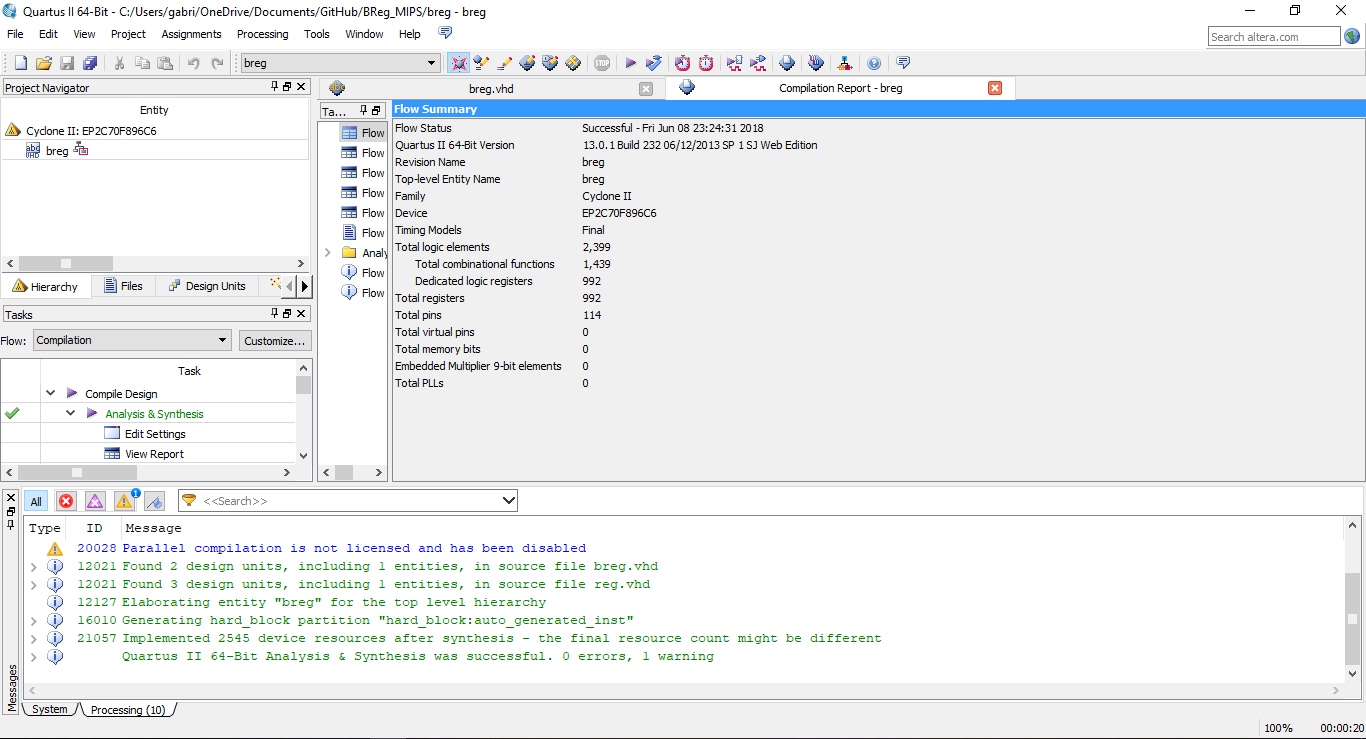 Quartus II 64-Bit - C:/Users/gabri/OneDrive/Documents/GitHub/BReg_MIPS/breg - breg
File Edit View Project Assignments Processing Tools Window Help
Search altera.com
breg
STOP
Project Navigator
Entity
Cyclone II: EP2C70F896C6
abc
VHD
breg
Hierarchy
Files
Design Units
Tasks
Flow:
Compilation
Customize...
Task
Compile Design
Analysis & Synthesis
Edit Settings
View Report
breg.vhd
Compilation Report - breg
Ta...
Flow
Flow
Flow
Flow
Flow
Flow
Analy
Flow
Flow
Flow Summary
Flow Status Successful - Fri Jun 08 23:24:31 2018
Quartus II 64-Bit Version 13.0.1 Build 232 06/12/2013 SP 1 SJ Web Edition
Revision Name breg
Top-level Entity Name breg
Family Cyclone II
Device EP2C70F896C6
Timing Models Final
Total logic elements 2,399
Total combinational functions 1,439
Dedicated logic registers 992
Total registers 992
Total pins 114
Total virtual pins 0
Total memory bits 0
Embedded Multiplier 9-bit elements 0
Total PLLs 0
Messages
All
1
<<Search>>
Type ID Message
20028 Parallel compilation is not licensed and has been disabled
12021 Found 2 design units, including 1 entities, in source file breg.vhd
12021 Found 3 design units, including 1 entities, in source file reg.vhd
12127 Elaborating entity "breg" for the top level hierarchy
16010 Generating hard_block partition "hard_block:auto_generated_inst"
21057 Implemented 2545 device resources after synthesis - the final resource count might be different
Quartus II 64-Bit Analysis & Synthesis was successful. 0 errors, 1 warning
System
Processing (10)
100% 00:00:20